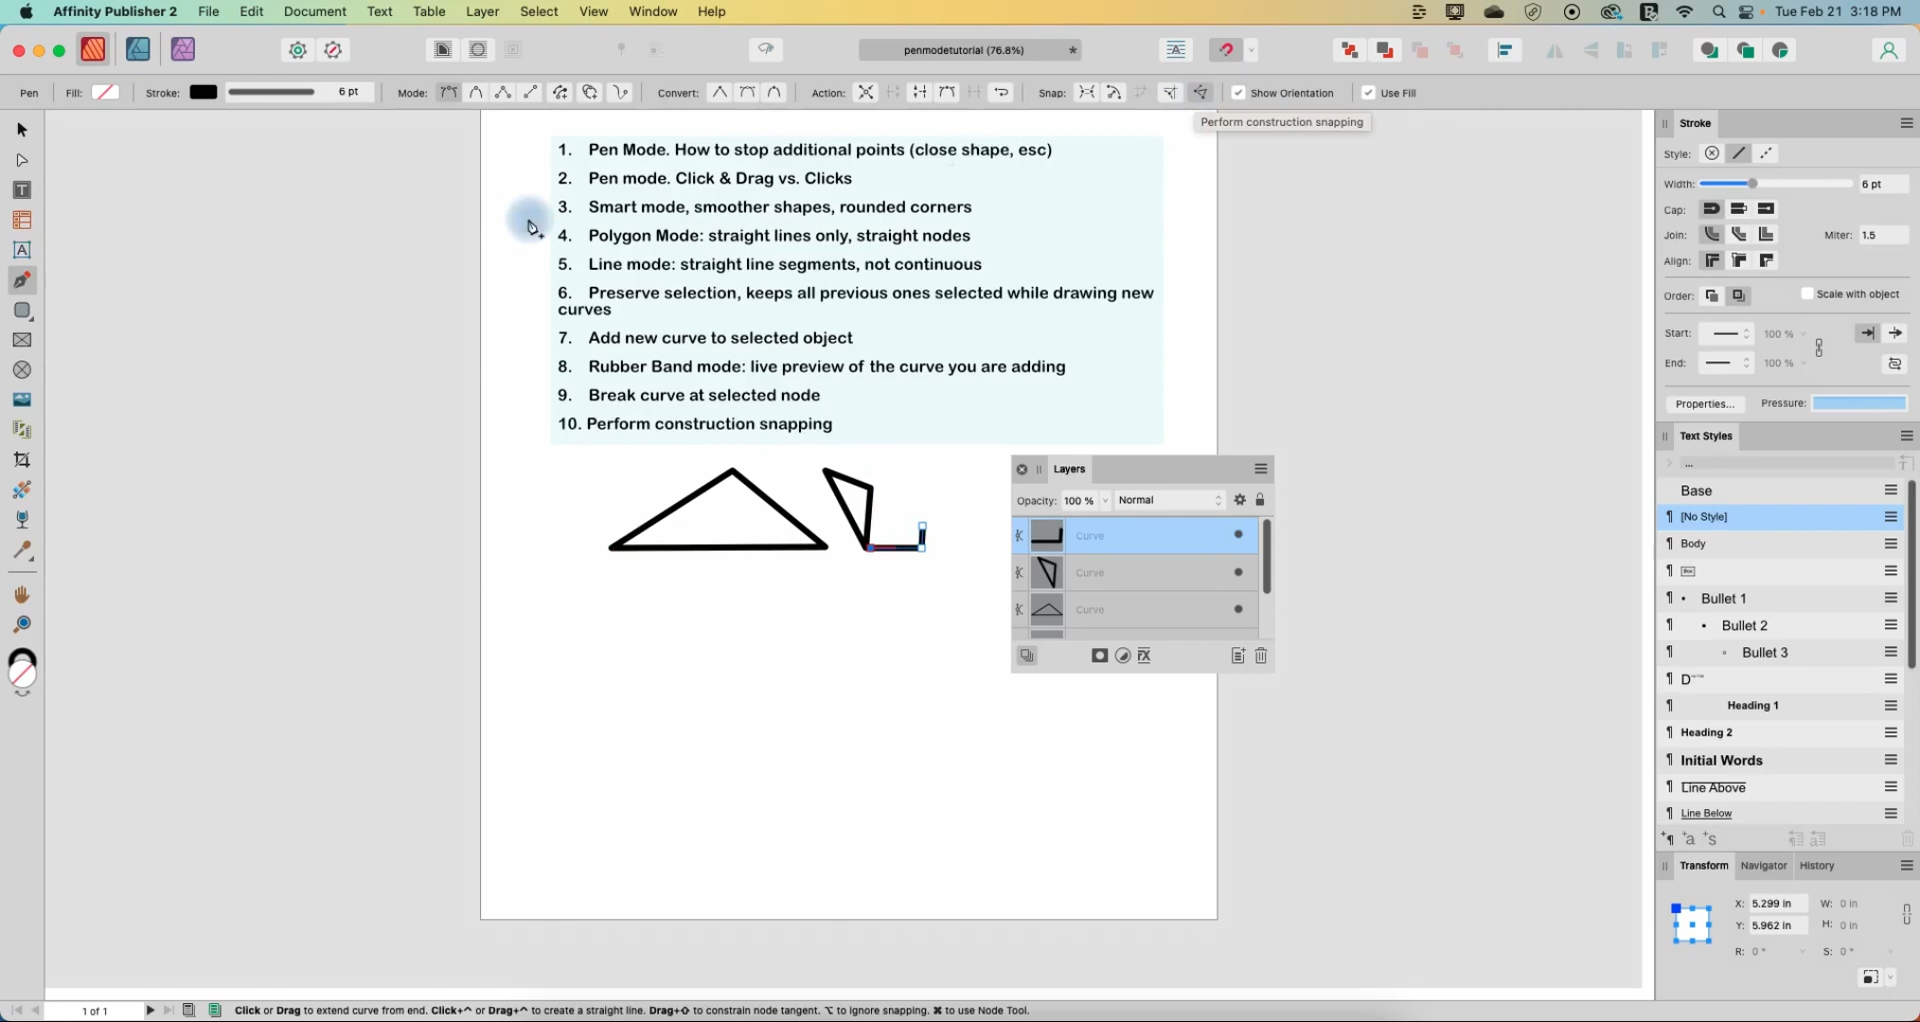 Affinity Publisher 2 File Edit Document Text Table Layer Select View Window Help Tue Feb 21 3:18 PM
penmodetutorial (76.8%) *
Pen Fill: Stroke: 6 pt Mode: Convert: Action: Snap: Show Orientation Use Fill
Perform construction snapping
1. Pen Mode. How to stop additional points (close shape, esc)
2. Pen mode. Click & Drag vs. Clicks
3. Smart mode, smoother shapes, rounded corners
4. Polygon Mode: straight lines only, straight nodes
5. Line mode: straight line segments, not continuous
6. Preserve selection, keeps all previous ones selected while drawing new
curves
7. Add new curve to selected object
8. Rubber Band mode: live preview of the curve you are adding
9. Break curve at selected node
10. Perform construction snapping
Layers
Opacity: 100 % Normal
Curve
Curve
Curve
Stroke
Style:
Width: 6 pt
Cap:
Join: Miter: 1.5
Align:
Order: Scale with object
Start: 100 %
End: 100 %
Properties... Pressure:
Text Styles
...
Base
[No Style]
Body
Bullet 1
Bullet 2
Bullet 3
Heading 1
Heading 2
Initial Words
Line Above
Line Below
Transform Navigator History
X: 5.299 in W: 0 in
Y: 5.962 in H: 0 in
R: 0 ° S: 0 °
1 of 1 Click or Drag to extend curve from end. Click+⌃ or Drag+⌃ to create a straight line. Drag+⇧ to constrain node tangent. ⌥ to ignore snapping. ⌘ to use Node Tool.